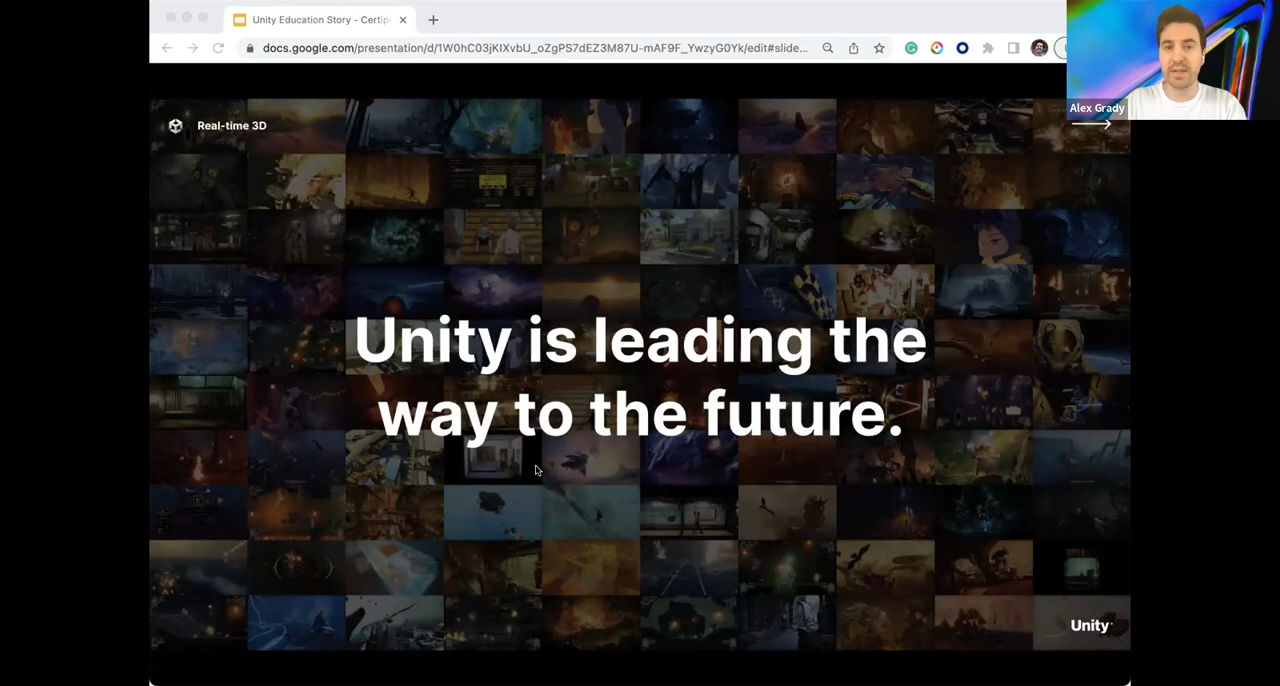 Unity Education Story - Certip
docs.google.com/presentation/d/1W0hC03jKIXvbU_oZgPS7dEZ3M87U-mAF9F_YwzyG0Yk/edit#slide...
Alex Grady
Real-time 3D
Unity is leading the
way to the future.
Unity